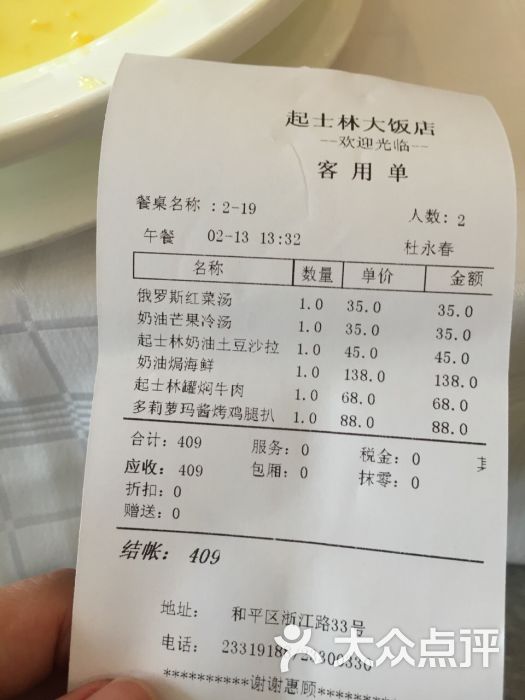 起士林大饭店
--欢迎光临--
客用单
餐桌名称:2-19 人数:2
午餐 02-13 13:32 杜永春
名称 数量 单价 金额
俄罗斯红菜汤 1.0 35.0 35.0
奶油芒果冷汤 1.0 35.0 35.0
起士林奶油土豆沙拉 1.0 45.0 45.0
奶油焗海鲜 1.0 138.0 138.0
起士林罐焖牛肉 1.0 68.0 68.0
多莉萝玛酱烤鸡腿扒 1.0 88.0 88.0
合计:409 服务:0 税金:0
应收:409 包厢:0 抹零:0
折扣:0
赠送:0
结帐:409
地址: 和平区浙江路33号
电话:
**********谢谢惠顾
大众点评